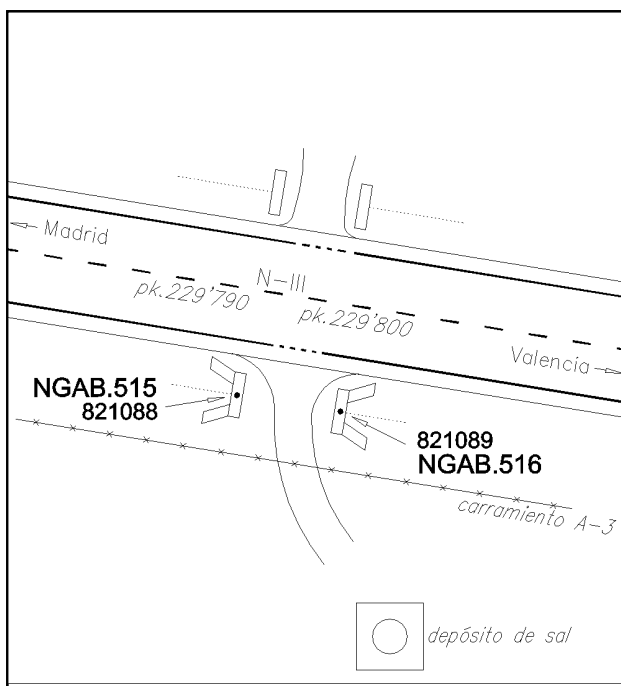 Madrid
N-III
pk.229'790
pk.229'800
Valencia
NGAB.515
821088
821089
NGAB.516
carramiento A-3
depósito de sal